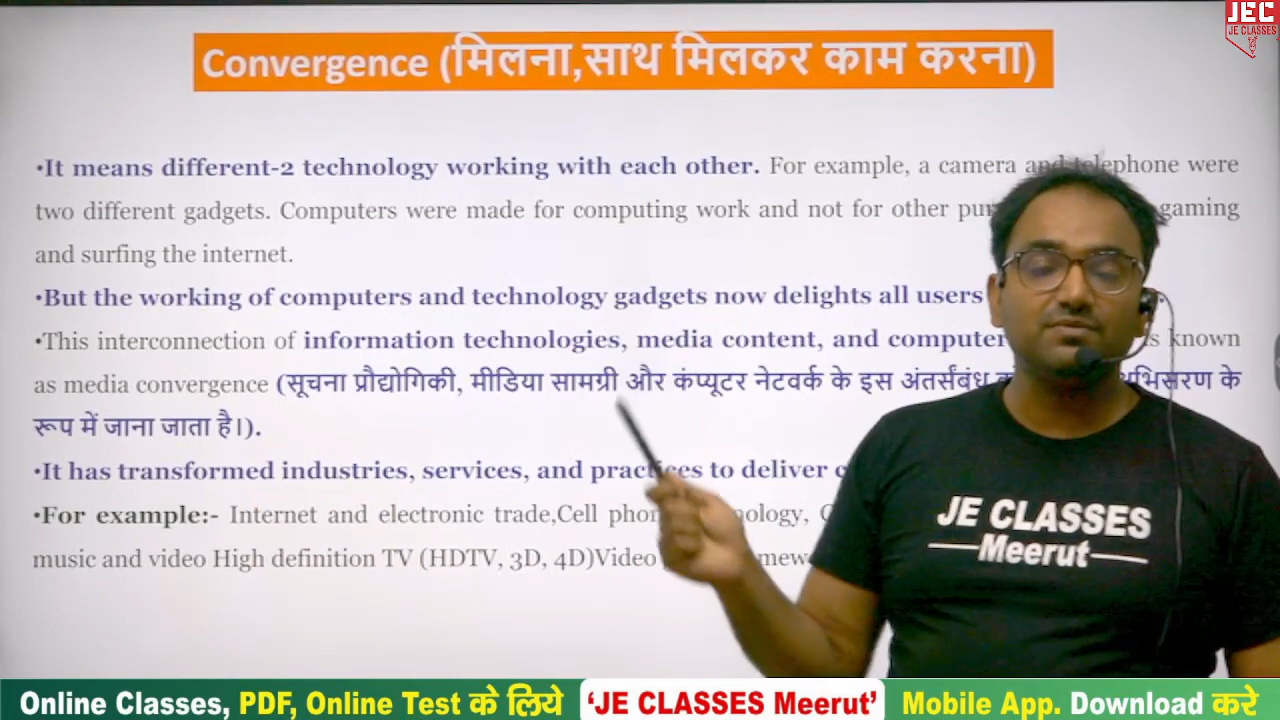 JEC
JE CLASSES
Convergence (मिलना,साथ मिलकर काम करना)
•It means different-2 technology working with each other. For example, a camera and telephone were
two different gadgets. Computers were made for computing work and not for other gaming
and surfing the internet.
•But the working of computers and technology gadgets now delights all users
•This interconnection of information technologies, media content, and computer known
as media convergence (सूचना प्रौद्योगिकी, मीडिया सामग्री और कंप्यूटर नेटवर्क के इस अंतर्संबंध के
रूप में जाना जाता है।).
•It has transformed industries, services, and practices to deliver
•For example:- Internet and electronic trade,Cell
music and video High definition TV (HDTV, 3D, 4D)Video
JE CLASSES
Meerut
Online Classes, PDF, Online Test के लिये 'JE CLASSES Meerut' Mobile App. Download करे